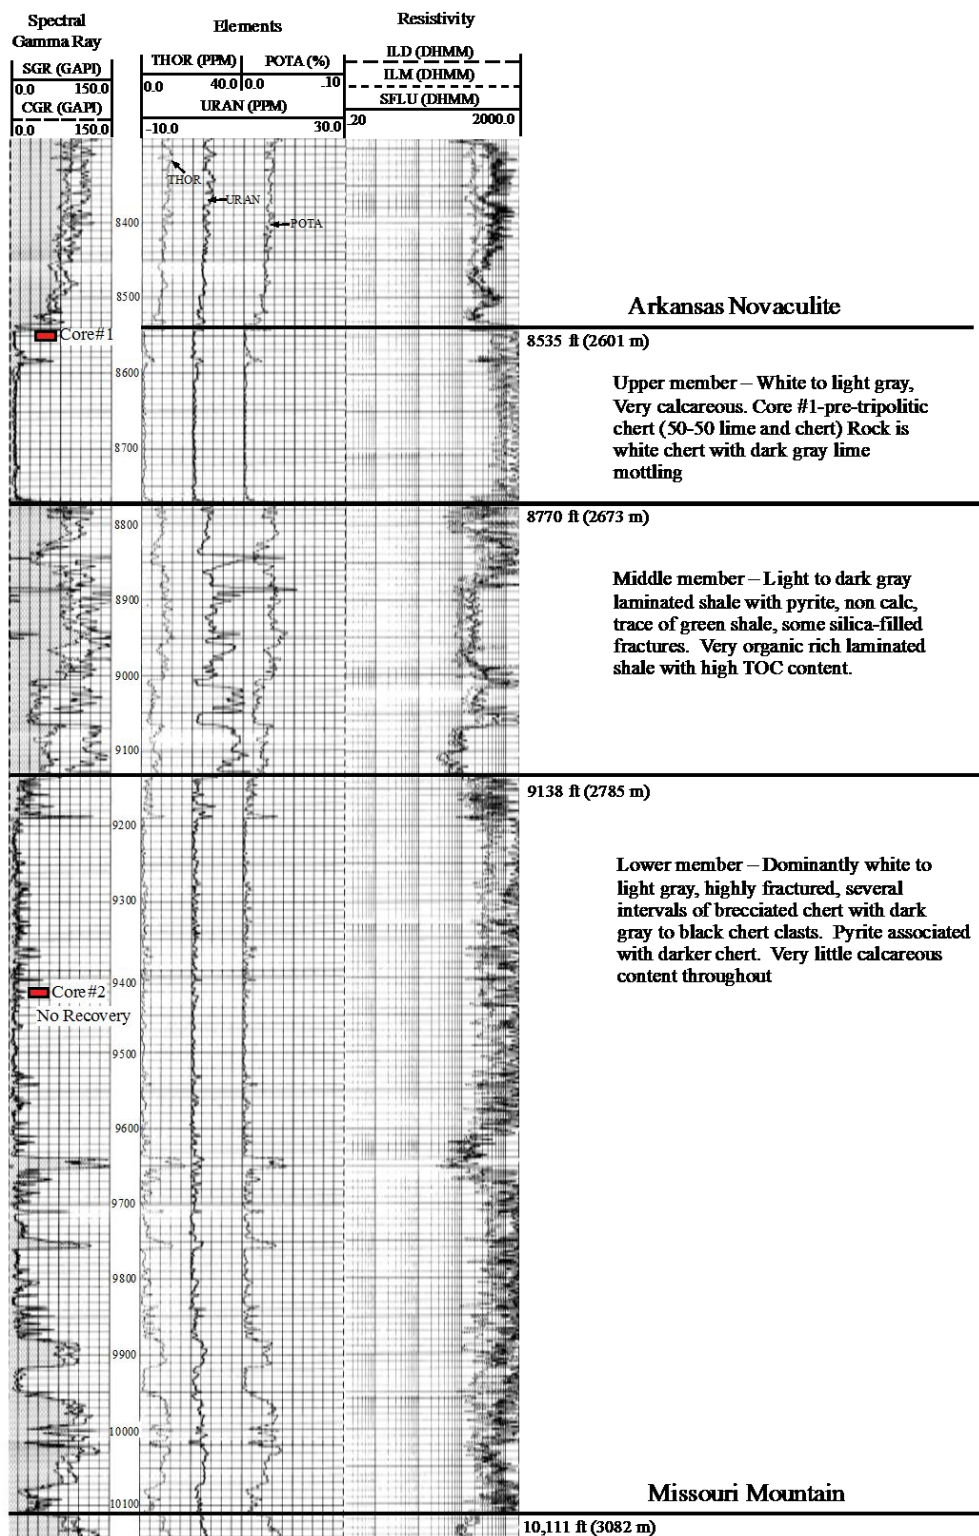 Spectral
Gamma Ray
Elements
Resistivity
SGR (GAPI)
0.0 150.0
CGR (GAPI)
0.0 150.0
THOR (PPM) POTA (%)
0.0 40.0 0.0 .10
URAN (PPM)
-10.0 30.0
ILD (DHMM)
ILM (DHMM)
SFLU (DHMM)
.20 2000.0
THOR
URAN
POTA
8400
8500
Arkansas Novaculite
Core#1
8535 ft (2601 m)
8600
Upper member – White to light gray,
Very calcareous. Core #1-pre-tripolitic
chert (50-50 lime and chert) Rock is
white chert with dark gray lime
mottling
8700
8770 ft (2673 m)
8800
Middle member – Light to dark gray
laminated shale with pyrite, non calc,
trace of green shale, some silica-filled
fractures. Very organic rich laminated
shale with high TOC content.
8900
9000
9100
9138 ft (2785 m)
9200
Lower member – Dominantly white to
light gray, highly fractured, several
intervals of brecciated chert with dark
gray to black chert clasts. Pyrite associated
with darker chert. Very little calcareous
content throughout
9300
9400
Core#2
No Recovery
9500
9600
9700
9800
9900
10000
10100
Missouri Mountain
10,111 ft (3082 m)